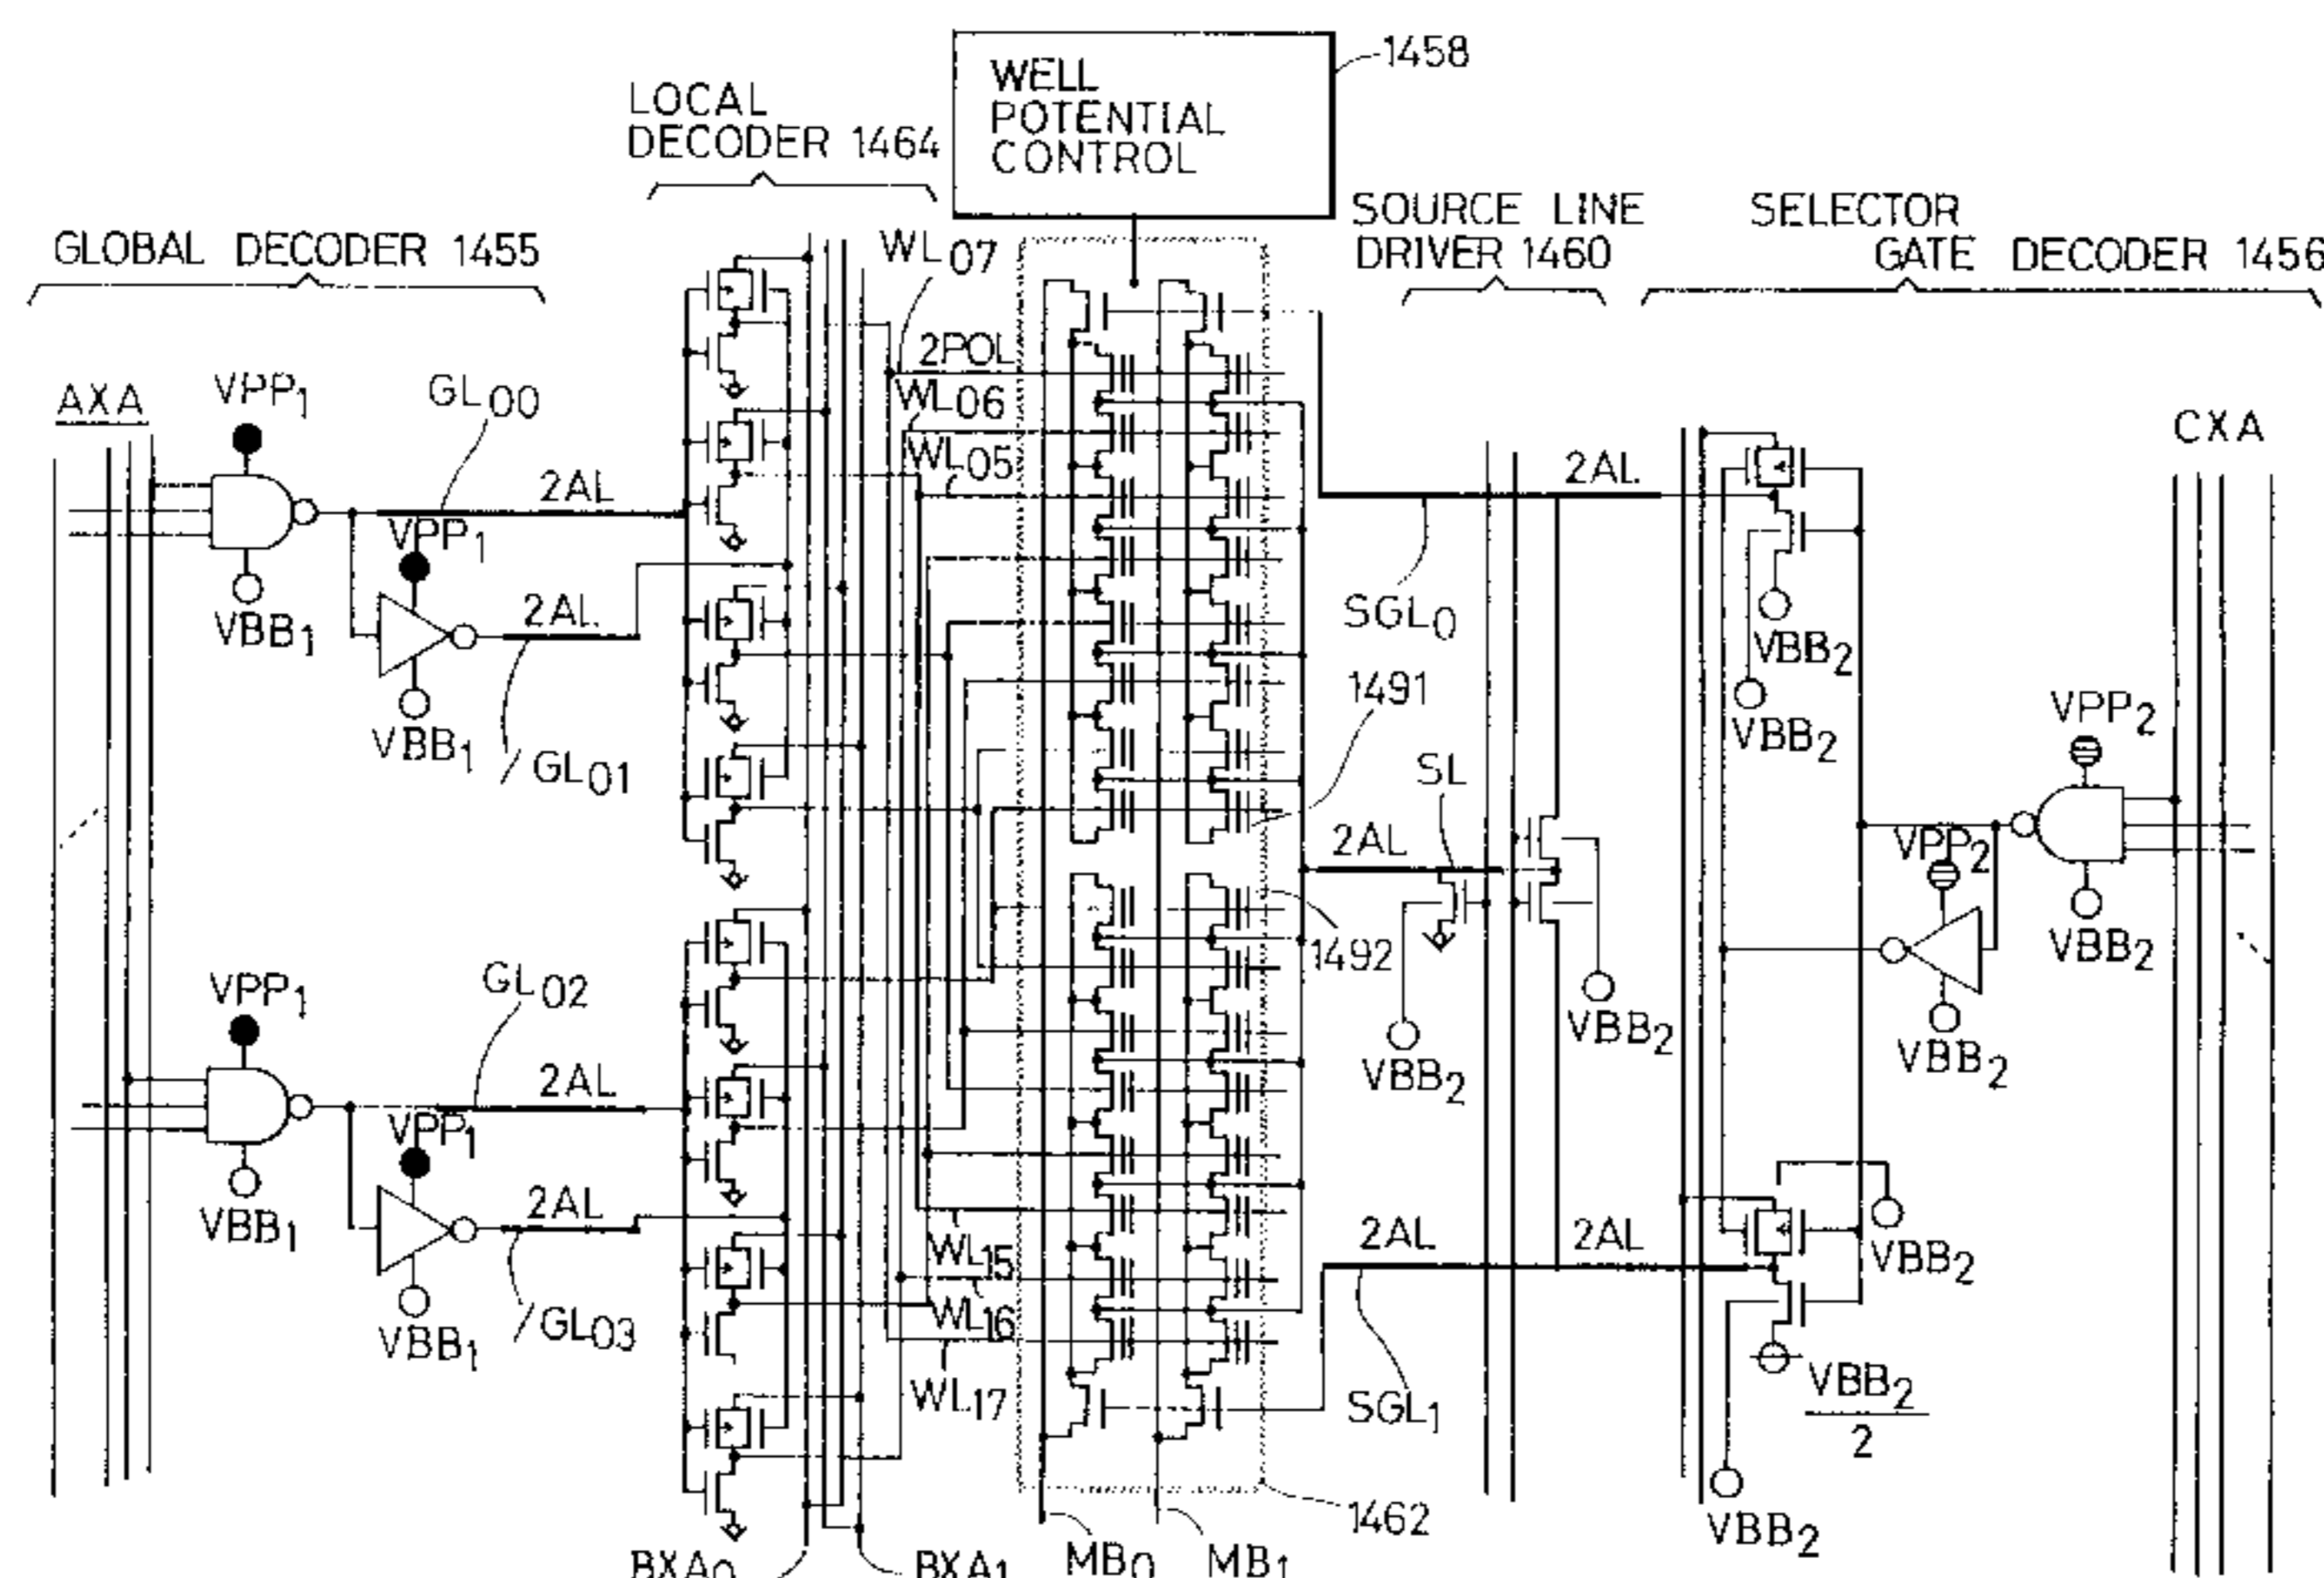 1458
WELL
POTENTIAL
CONTROL
LOCAL
DECODER 1464
GLOBAL DECODER 1455
SOURCE LINE
DRIVER 1460
SELECTOR
GATE DECODER 1456
WL07
2POL
WL06
WL05
AXA
VPP1
GL00
2AL
VPP1
VBB1
2AL
VBB1
/GL01
CXA
2AL
SGL0
VBB2
VBB2
1491
SL
2AL
VPP2
VPP2
VBB2
VBB2
1492
VBB2
VBB2
VPP1
GL02
2AL
VPP1
VBB1
2AL
VBB1
/GL03
WL15
WL16
WL17
2AL
2AL
SGL1
VBB2
VBB2
2
VBB2
1462
BXA0
BXA1
MB0
MB1